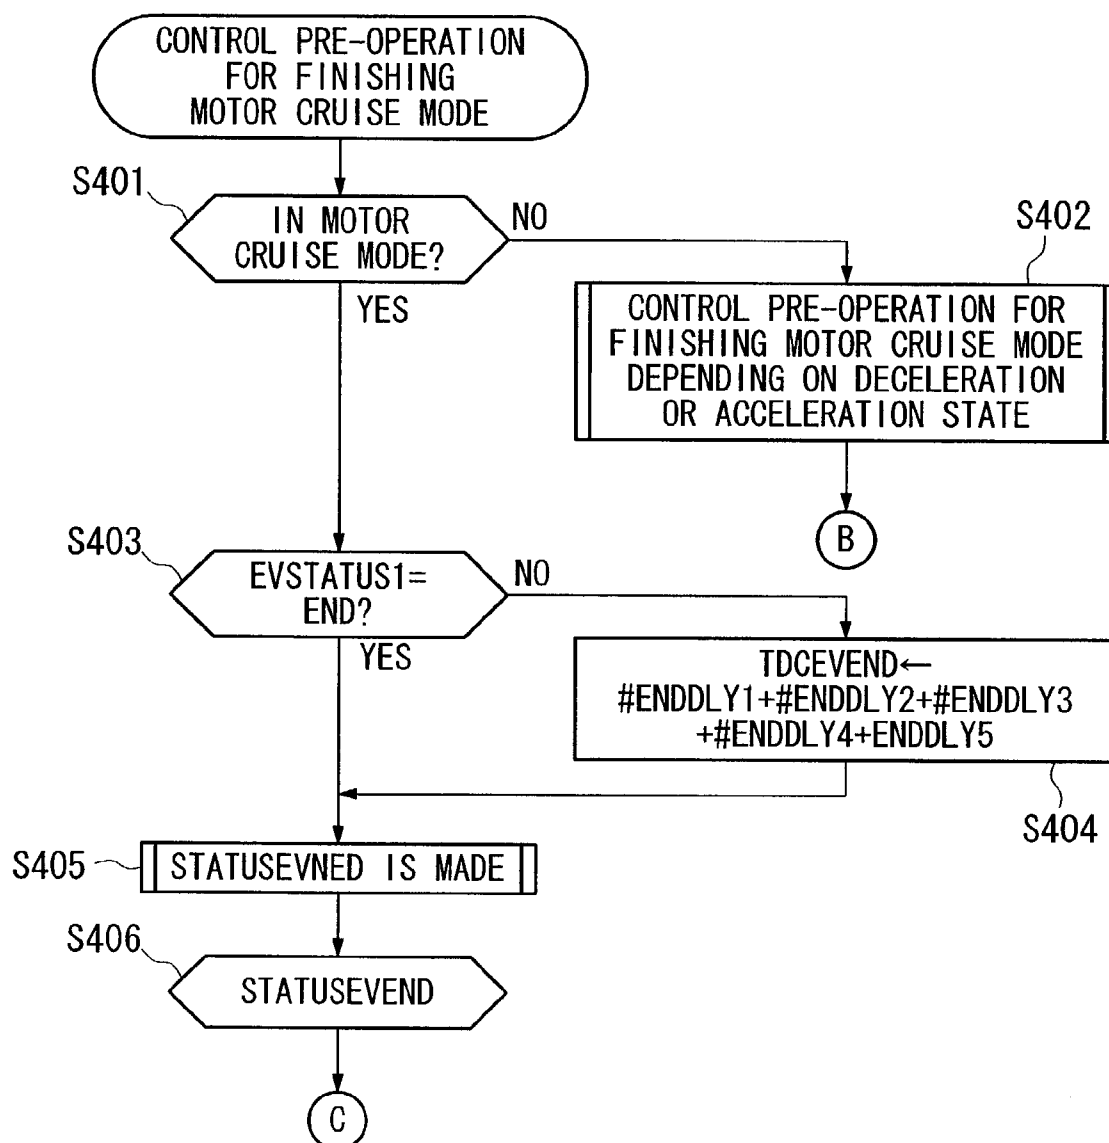 CONTROL PRE-OPERATION
FOR FINISHING
MOTOR CRUISE MODE
S401
IN MOTOR
CRUISE MODE?
NO
YES
S402
CONTROL PRE-OPERATION FOR
FINISHING MOTOR CRUISE MODE
DEPENDING ON DECELERATION
OR ACCELERATION STATE
B
S403
EVSTATUS1=
END?
NO
YES
TDCEVEND←
#ENDDLY1+#ENDDLY2+#ENDDLY3
+#ENDDLY4+ENDDLY5
S404
S405
STATUSEVNED IS MADE
S406
STATUSEVEND
C